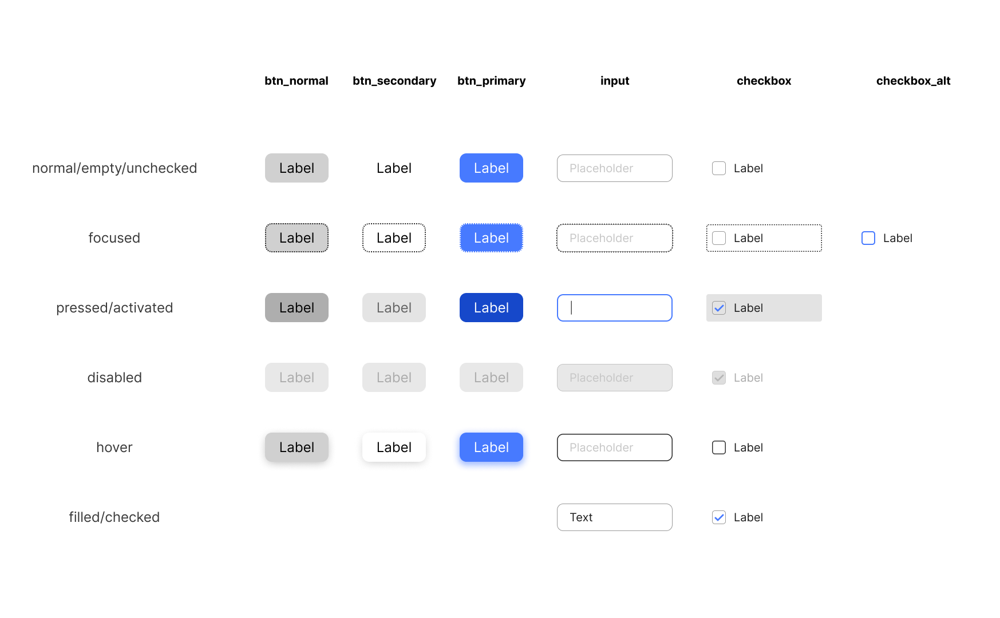 btn_normal btn_secondary btn_primary input checkbox checkbox_alt
normal/empty/unchecked Label Label Label Placeholder Label
focused Label Label Label Placeholder Label Label
pressed/activated Label Label Label Label
disabled Label Label Label Placeholder Label
hover Label Label Label Placeholder Label
filled/checked Text Label